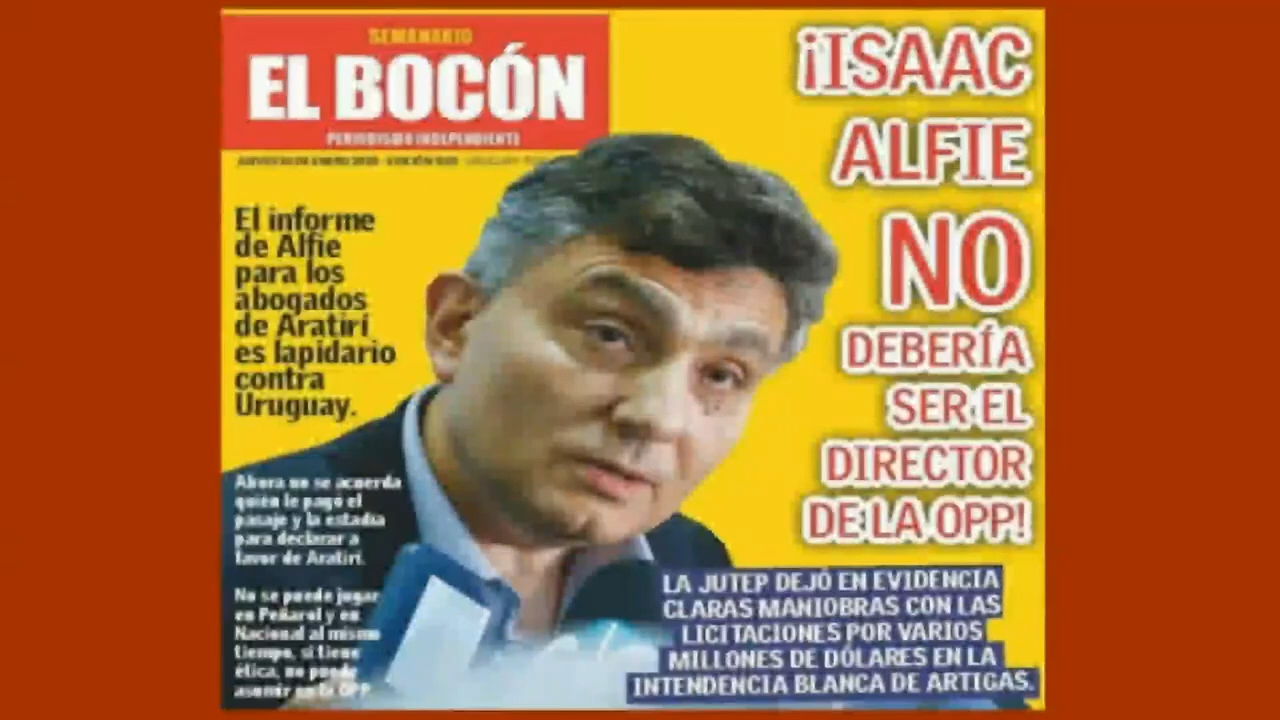 SEMANARIO
EL BOCÓN
PERIODISMO INDEPENDIENTE
¡ISAAC
ALFIE
NO
DEBERÍA
SER EL
DIRECTOR
DE LA OPP!
El informe
de Alfie
para los
abogados
de Aratirí
es lapidario
contra
Uruguay.
Ahora no se acuerda
quién le pagó el
pasaje y la estadía
para declarar a
favor de Aratirí.
No se puede jugar
en Peñarol y en
Nacional al mismo
tiempo, si tiene
ética, no puede
asumir en la OPP
LA JUTEP DEJÓ EN EVIDENCIA
CLARAS MANIOBRAS CON LAS
LICITACIONES POR VARIOS
MILLONES DE DÓLARES EN LA
INTENDENCIA BLANCA DE ARTIGAS.